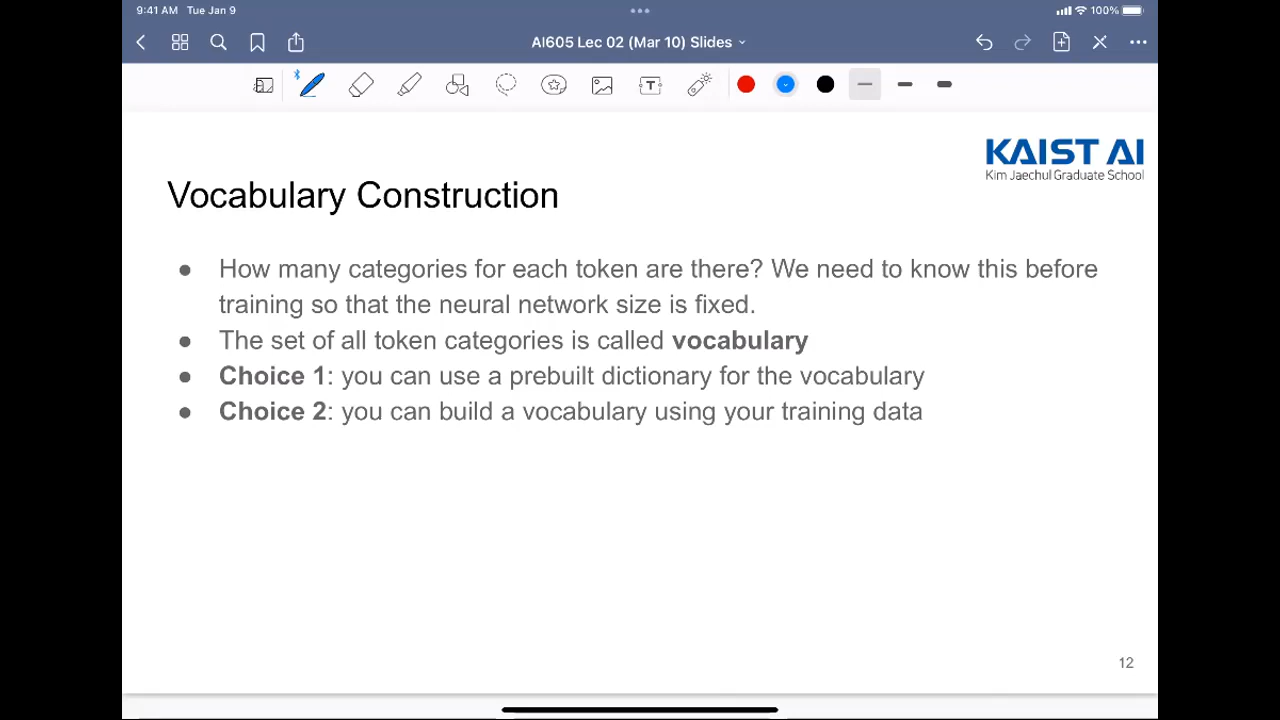 9:41 AM Tue Jan 9
100%
AI605 Lec 02 (Mar 10) Slides
T
KAIST AI
Kim Jaechul Graduate School
Vocabulary Construction
● How many categories for each token are there? We need to know this before
training so that the neural network size is fixed.
● The set of all token categories is called vocabulary
● Choice 1: you can use a prebuilt dictionary for the vocabulary
● Choice 2: you can build a vocabulary using your training data
12